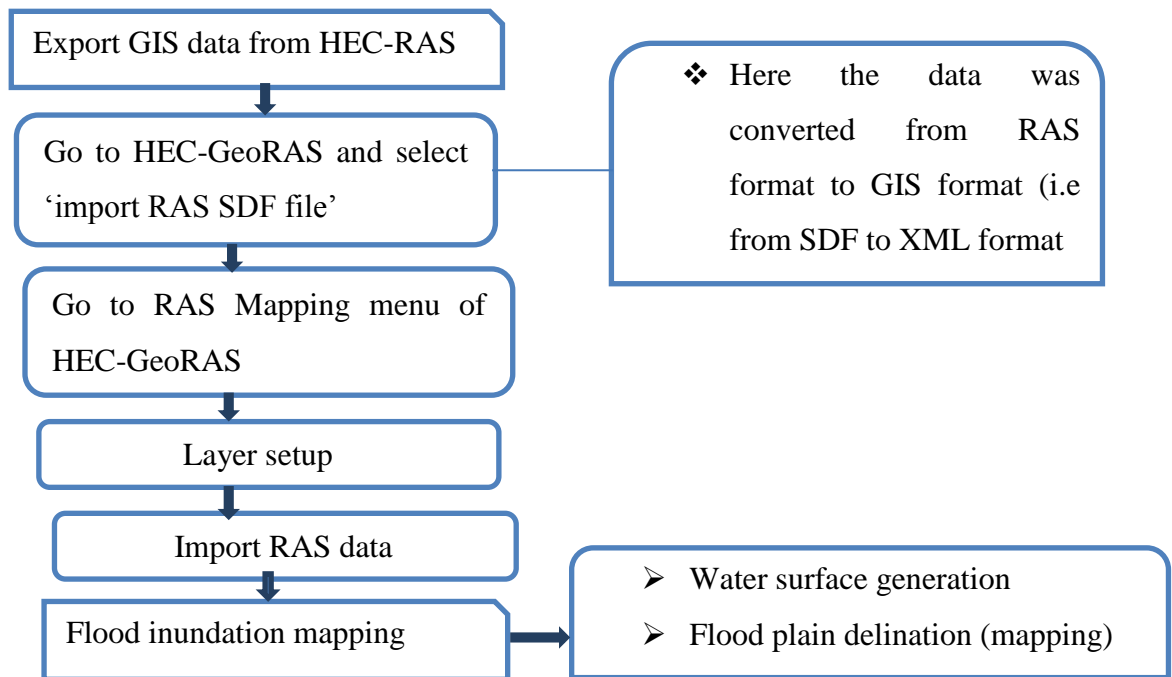 Export GIS data from HEC-RAS
Go to HEC-GeoRAS and select
‘import RAS SDF file’
❖ Here the data was
converted from RAS
format to GIS format (i.e
from SDF to XML format
Go to RAS Mapping menu of
HEC-GeoRAS
Layer setup
Import RAS data
Flood inundation mapping
➢ Water surface generation
➢ Flood plain delination (mapping)